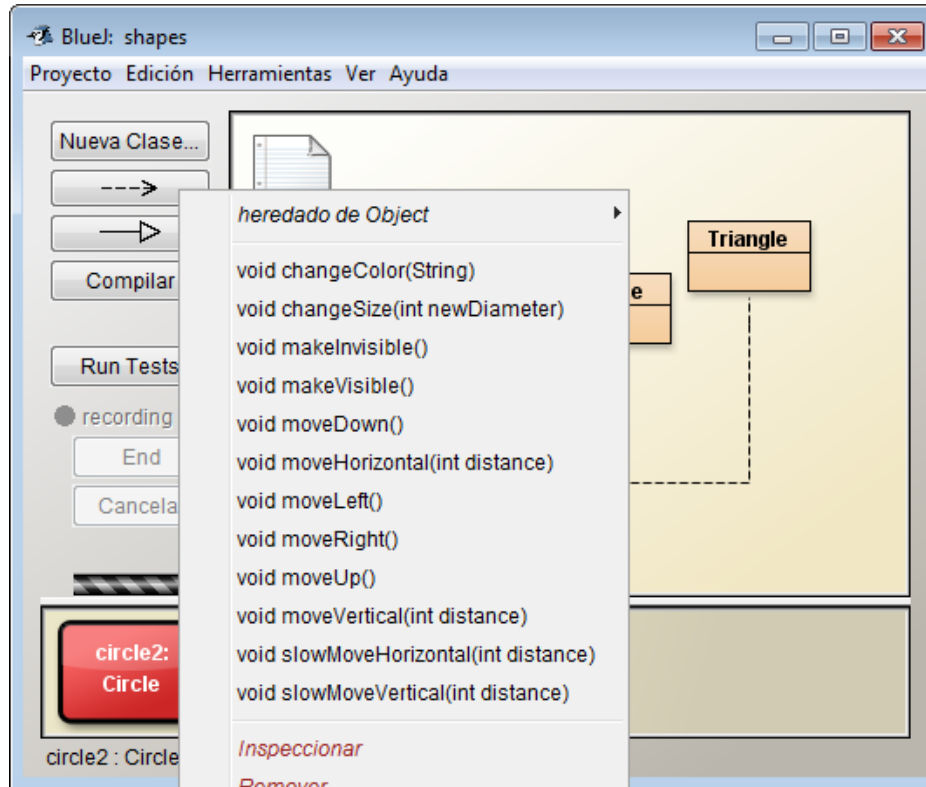 BlueJ: shapes
Proyecto Edición Herramientas Ver Ayuda
Nueva Clase...
Compilar
Run Tests
recording
End
Cancela
heredado de Object
void changeColor(String)
void changeSize(int newDiameter)
void makeInvisible()
void makeVisible()
void moveDown()
void moveHorizontal(int distance)
void moveLeft()
void moveRight()
void moveUp()
void moveVertical(int distance)
void slowMoveHorizontal(int distance)
void slowMoveVertical(int distance)
Inspeccionar
Remover
e
Triangle
circle2:
Circle
circle2 : Circle